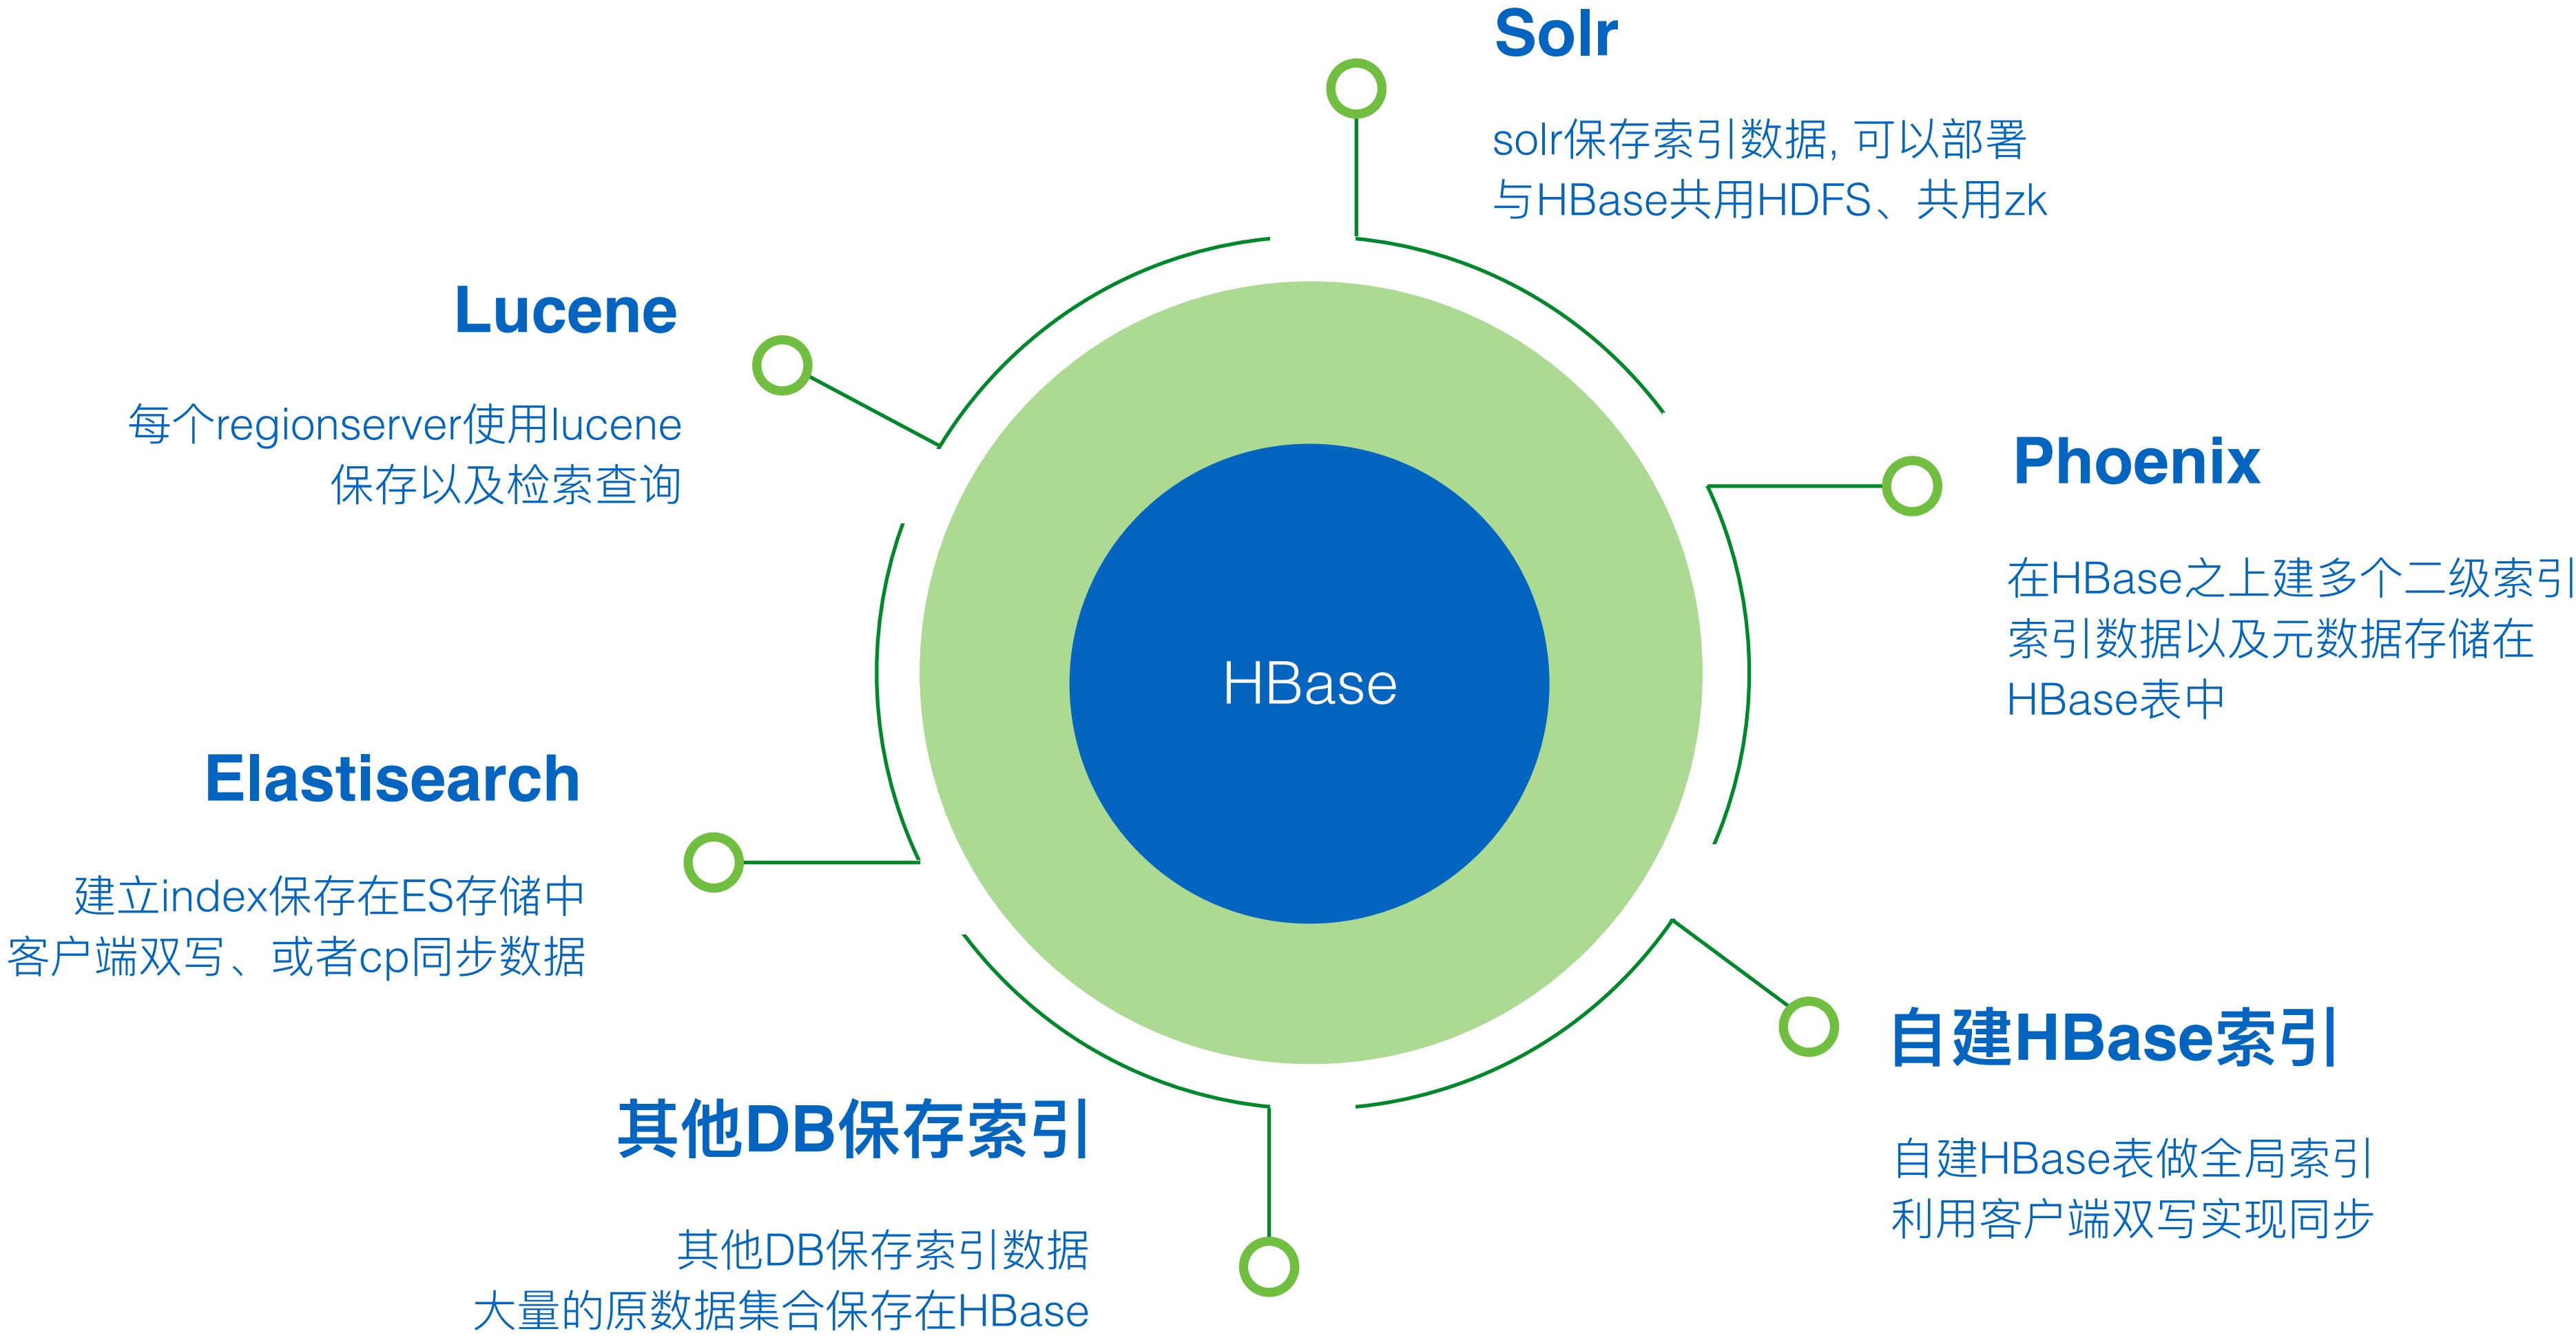 Solr
solr保存索引数据, 可以部署
与HBase共用HDFS、共用zk
Lucene
每个regionserver使用lucene
保存以及检索查询
Phoenix
在HBase之上建多个二级索引
索引数据以及元数据存储在
HBase表中
HBase
Elastisearch
建立index保存在ES存储中
客户端双写、或者cp同步数据
自建HBase索引
自建HBase表做全局索引
利用客户端双写实现同步
其他DB保存索引
其他DB保存索引数据
大量的原数据集合保存在HBase